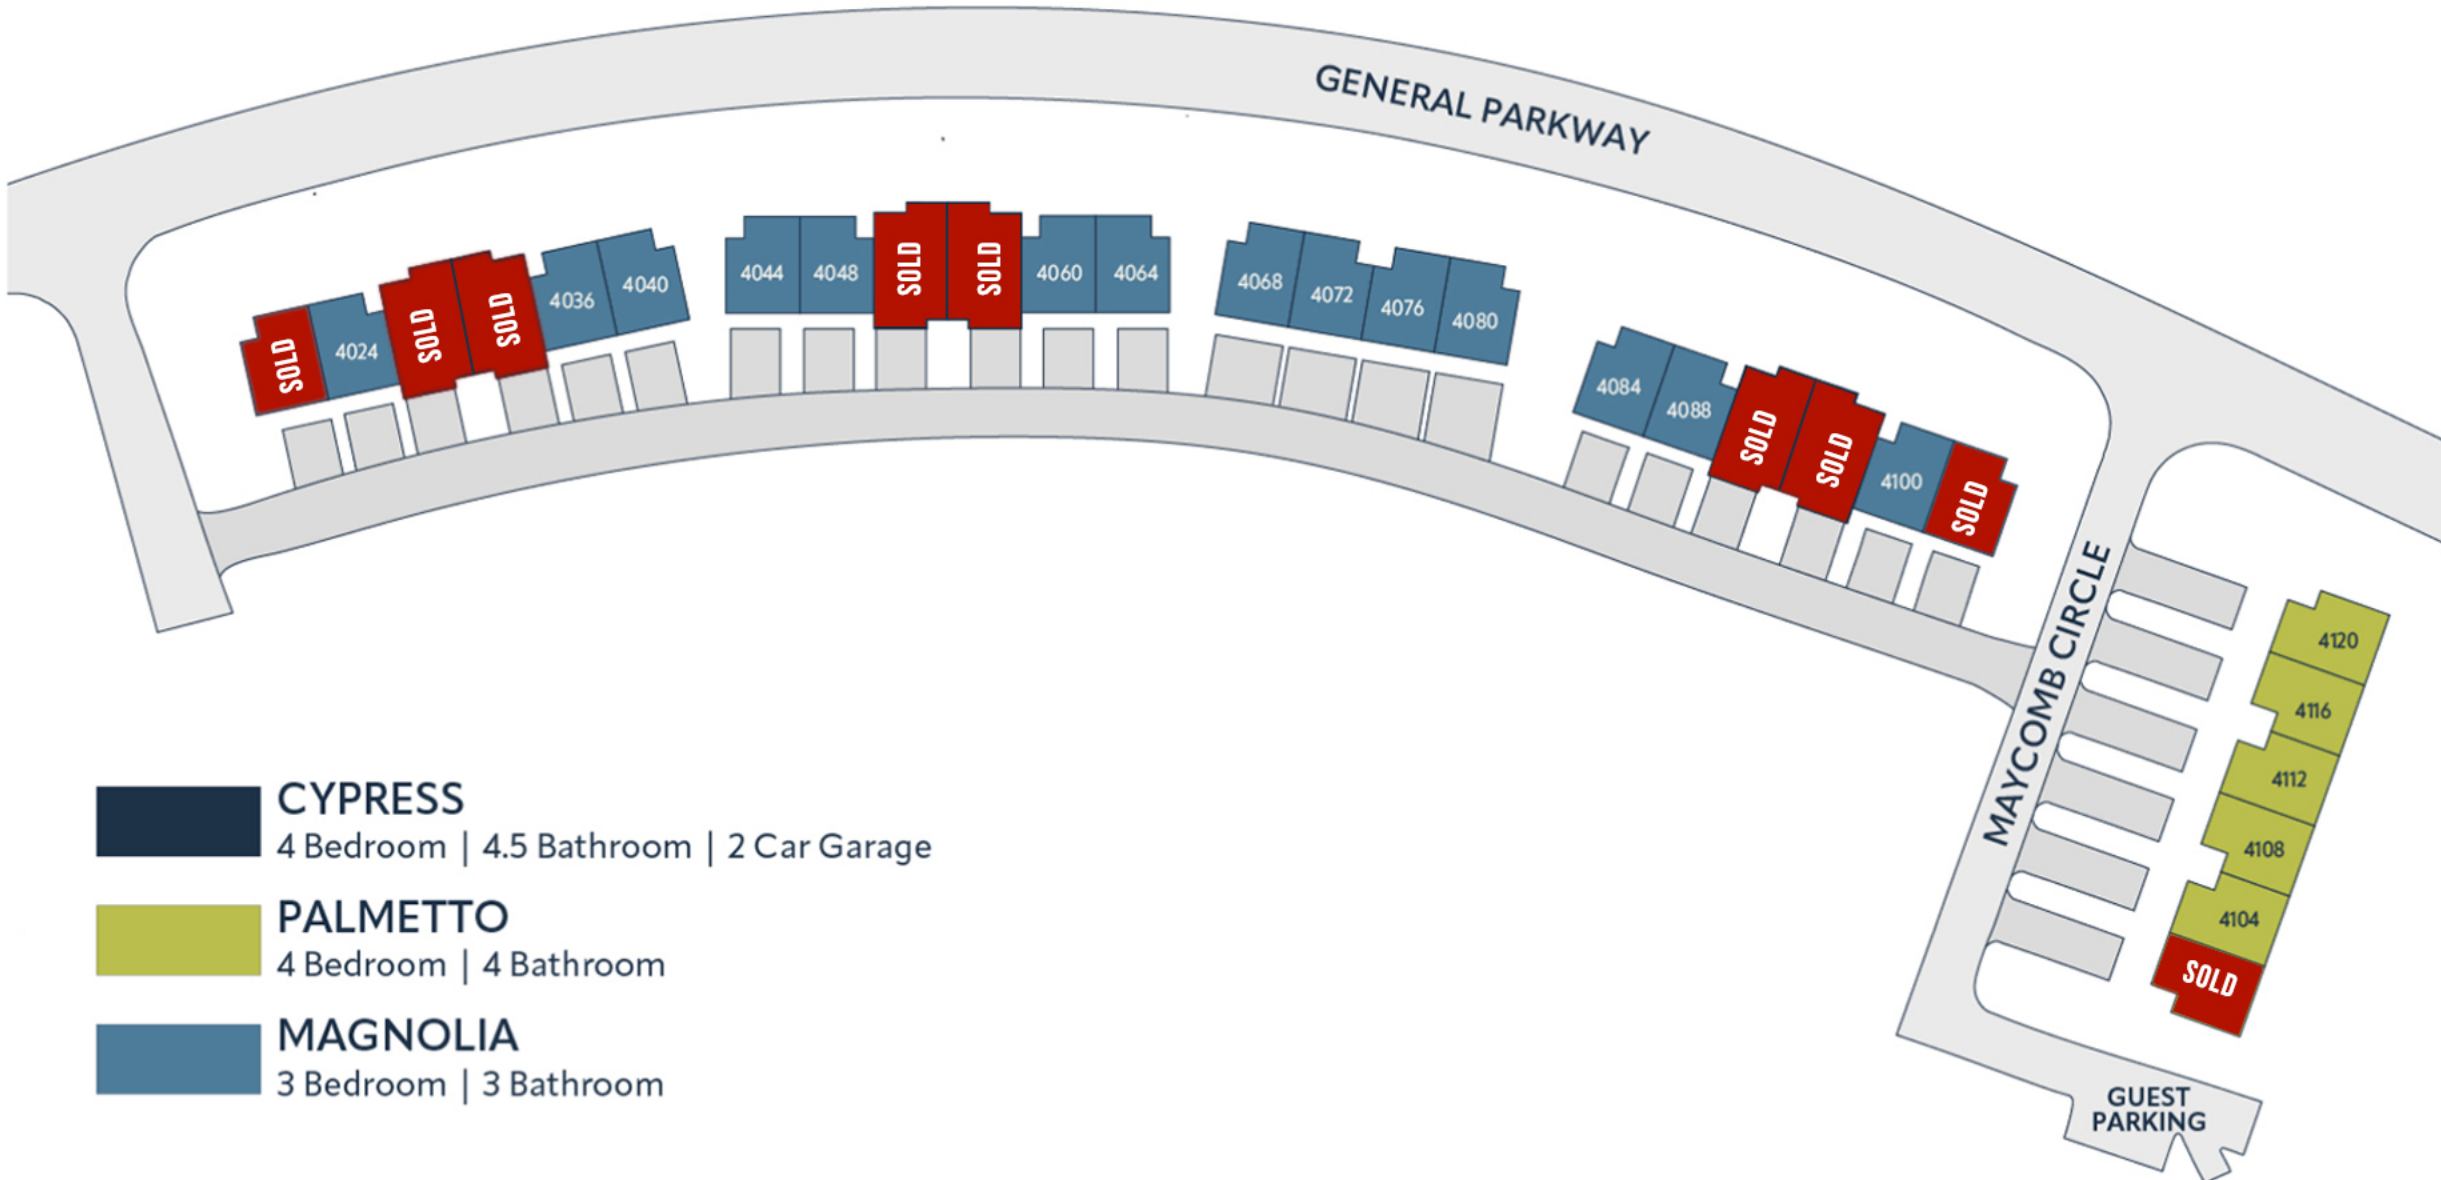 GENERAL PARKWAY
SOLD
4024
SOLD
SOLD
4036
4040
4044
4048
SOLD
SOLD
4060
4064
4068
4072
4076
4080
4084
4088
SOLD
SOLD
4100
SOLD
MAYCOMB CIRCLE
4120
4116
4112
4108
4104
SOLD
GUEST
PARKING
CYPRESS
4 Bedroom | 4.5 Bathroom | 2 Car Garage
PALMETTO
4 Bedroom | 4 Bathroom
MAGNOLIA
3 Bedroom | 3 Bathroom